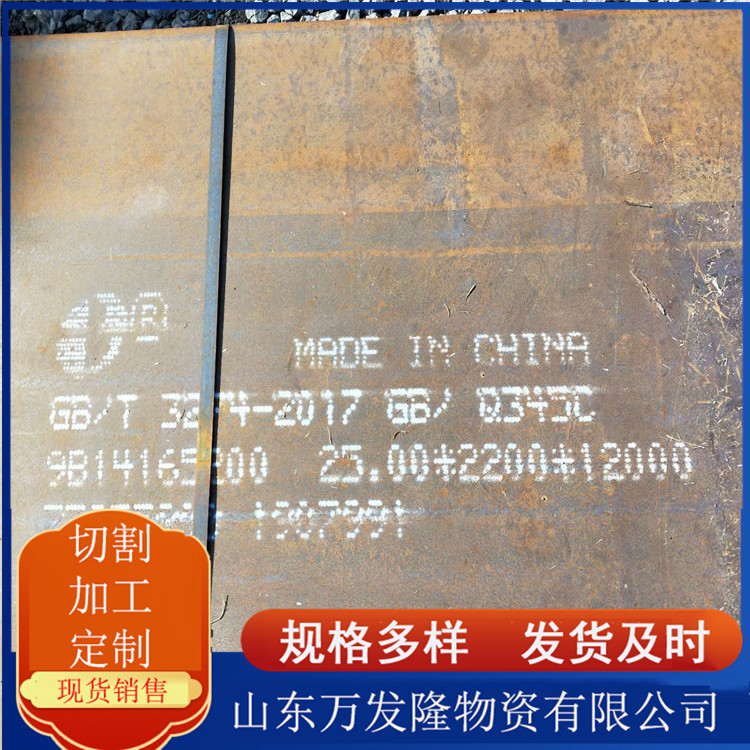 MADE IN CHINA
GB/T 3274-2017 GB/ Q345C
25.00*2200*12000
切割
加工
定制
现货销售
规格多样 发货及时
山东万发隆物资有限公司